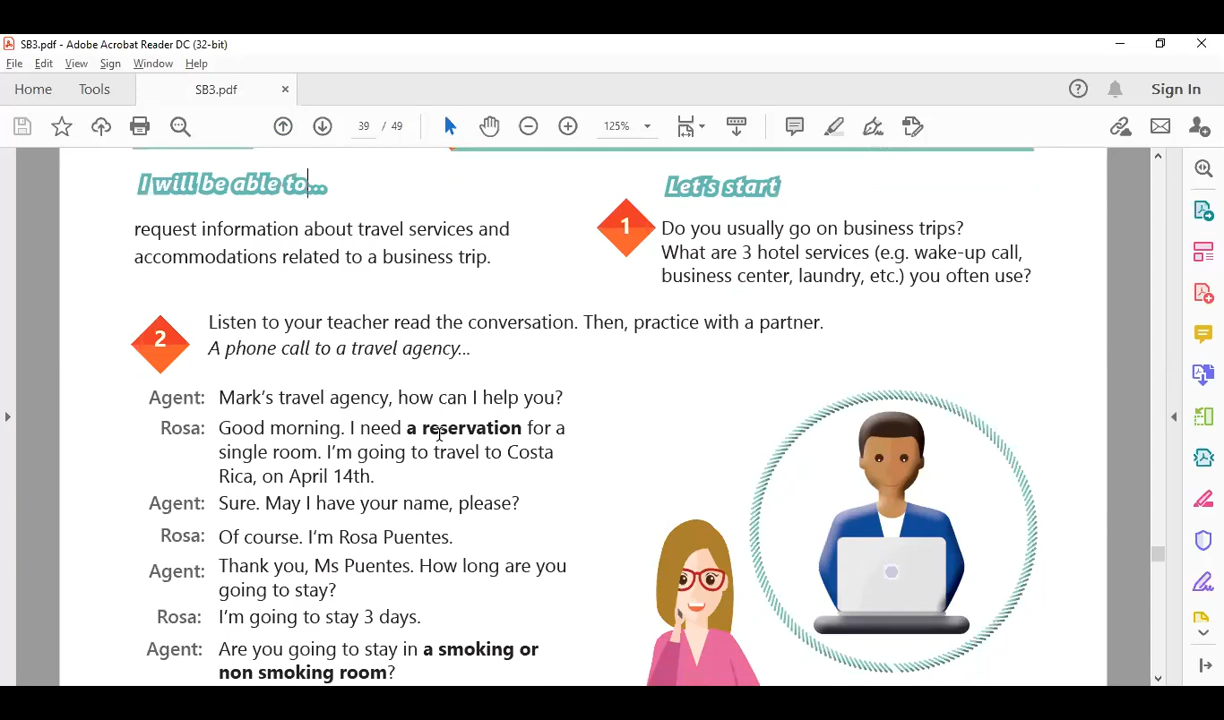 SB3.pdf - Adobe Acrobat Reader DC (32-bit)
File Edit View Sign Window Help
Home Tools SB3.pdf × Sign In
39 / 49 125%
I will be able to...
request information about travel services and
accommodations related to a business trip.
Let's start
1
Do you usually go on business trips?
What are 3 hotel services (e.g. wake-up call,
business center, laundry, etc.) you often use?
2
Listen to your teacher read the conversation. Then, practice with a partner.
A phone call to a travel agency...
Agent: Mark's travel agency, how can I help you?
Rosa: Good morning. I need a reservation for a
single room. I'm going to travel to Costa
Rica, on April 14th.
Agent: Sure. May I have your name, please?
Rosa: Of course. I'm Rosa Puentes.
Agent: Thank you, Ms Puentes. How long are you
going to stay?
Rosa: I'm going to stay 3 days.
Agent: Are you going to stay in a smoking or
non smoking room?